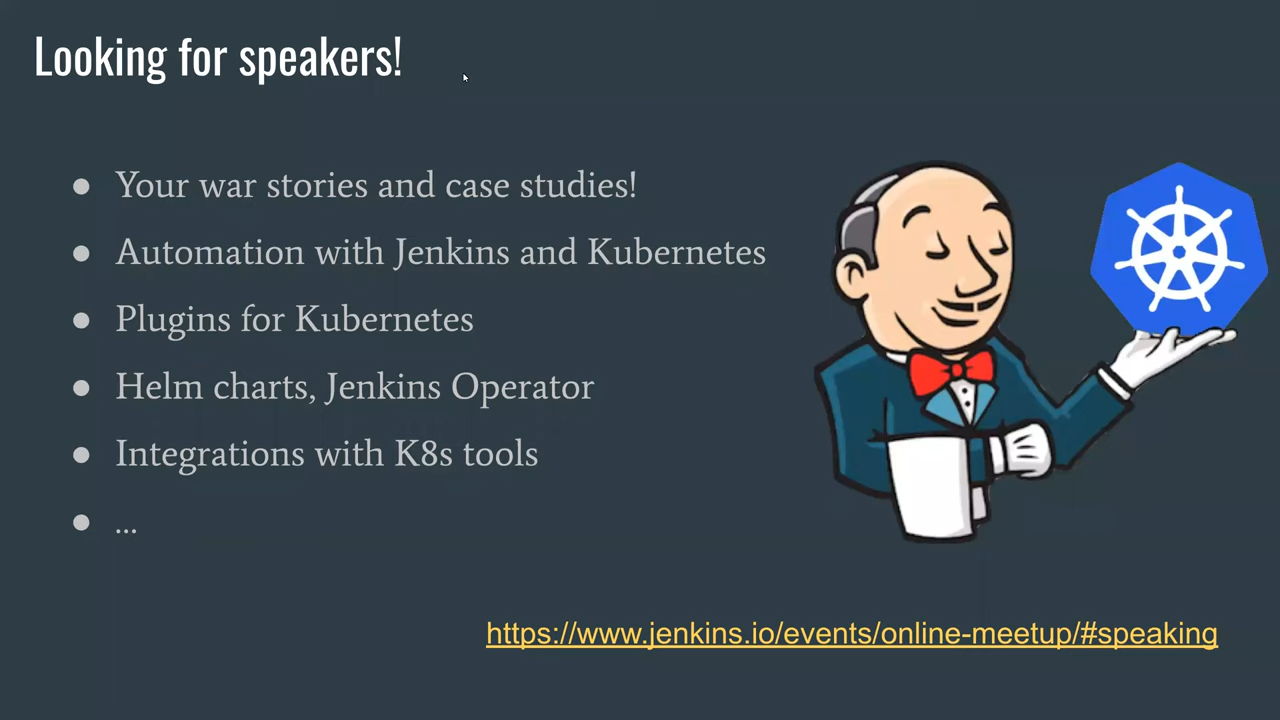 Looking for speakers!
● Your war stories and case studies!
● Automation with Jenkins and Kubernetes
● Plugins for Kubernetes
● Helm charts, Jenkins Operator
● Integrations with K8s tools
● ...
https://www.jenkins.io/events/online-meetup/#speaking